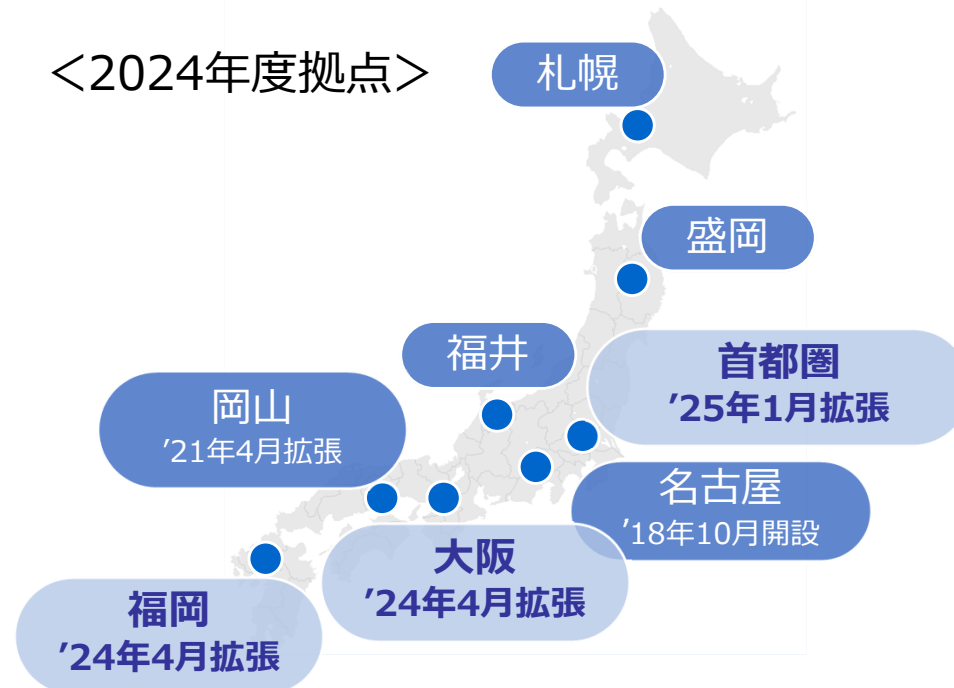 ＜2024年度拠点＞
札幌
盛岡
福井
首都圏
’25年1月拡張
岡山
’21年4月拡張
名古屋
’18年10月開設
大阪
’24年4月拡張
福岡
’24年4月拡張